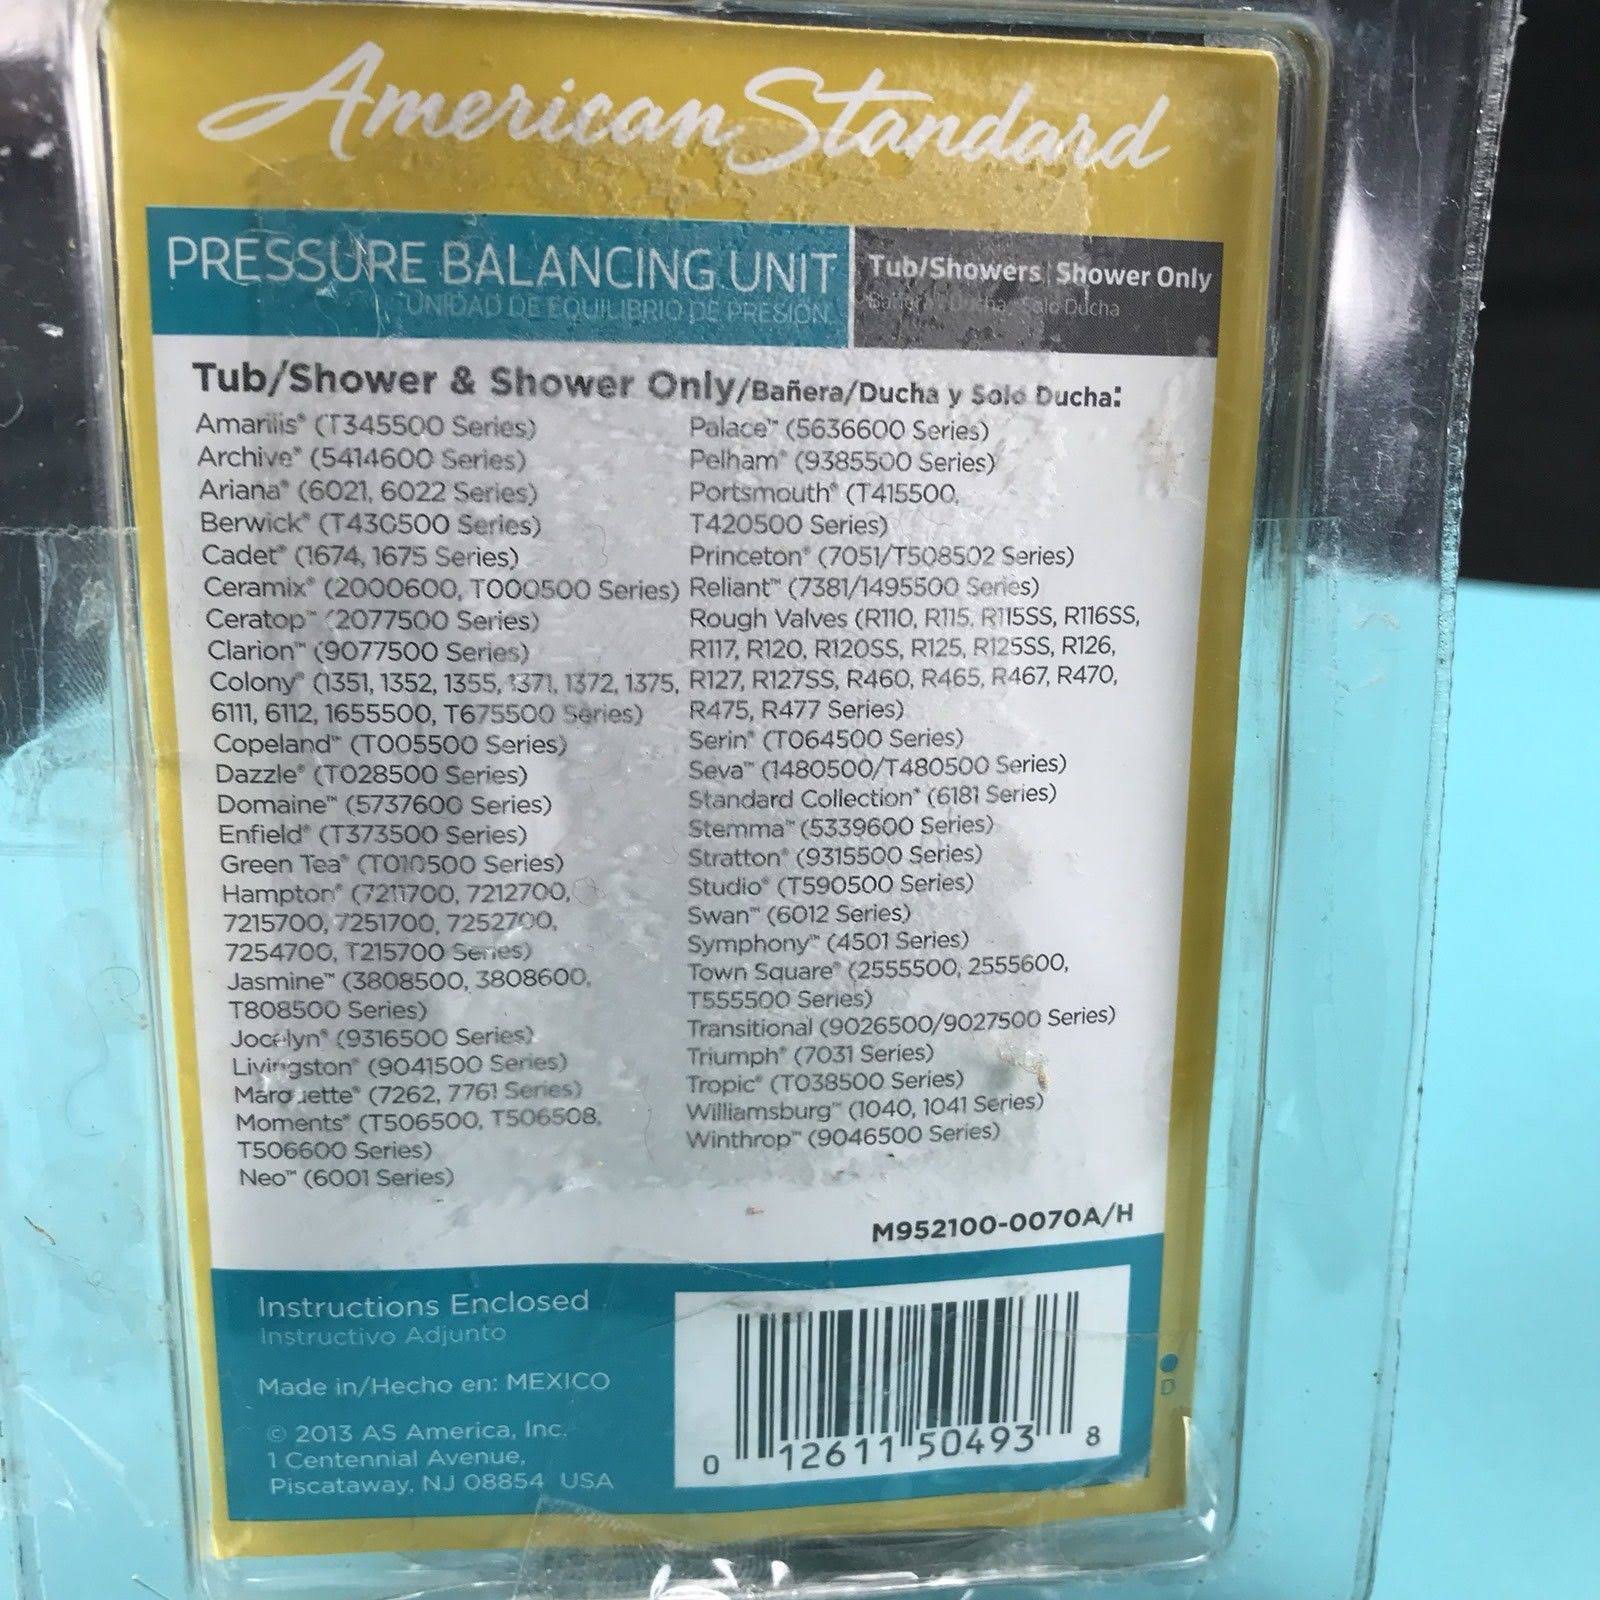 American Standard
PRESSURE BALANCING UNIT
UNIDAD DE EQUILIBRIO DE PRESIÓN
Tub/Showers | Shower Only
Bañera / Ducha Solo Ducha
Tub/Shower & Shower Only/Bañera/Ducha y Solo Ducha:
Amarilis® (T345500 Series)
Archive® (5414600 Series)
Ariana® (6021, 6022 Series)
Berwick® (T430500 Series)
Cadet® (1674, 1675 Series)
Ceramix® (2000600, T000500 Series)
Ceratop™ (2077500 Series)
Clarion™ (9077500 Series)
Colony® (1351, 1352, 1355, 1371, 1372, 1375,
6111, 6112, 1655500, T675500 Series)
Copeland™ (T005500 Series)
Dazzle® (T028500 Series)
Domaine™ (5737600 Series)
Enfield® (T373500 Series)
Green Tea® (T010500 Series)
Hampton® (7211700, 7212700,
7215700, 7251700, 7252700,
7254700, T215700 Series)
Jasmine™ (3808500, 3808600,
T808500 Series)
Jocelyn® (9316500 Series)
Livingston® (9041500 Series)
Marquette® (7262, 7761 Series)
Moments® (T506500, T506508,
T506600 Series)
Neo™ (6001 Series)
Palace™ (5636600 Series)
Pelham® (9385500 Series)
Portsmouth® (T415500,
T420500 Series)
Princeton® (7051/T508502 Series)
Reliant™ (7381/1495500 Series)
Rough Valves (R110, R115, R115SS, R116SS,
R117, R120, R120SS, R125, R125SS, R126,
R127, R127SS, R460, R465, R467, R470,
R475, R477 Series)
Serin® (T064500 Series)
Seva™ (1480500/T480500 Series)
Standard Collection® (6181 Series)
Stemma™ (5339600 Series)
Stratton® (9315500 Series)
Studio® (T590500 Series)
Swan™ (6012 Series)
Symphony™ (4501 Series)
Town Square® (2555500, 2555600,
T555500 Series)
Transitional (9026500/9027500 Series)
Triumph® (7031 Series)
Tropic® (T038500 Series)
Williamsburg™ (1040, 1041 Series)
Winthrop™ (9046500 Series)
M952100-0070A/H
Instructions Enclosed
Instructivo Adjunto
Made in/Hecho en: MEXICO
© 2013 AS America, Inc.
1 Centennial Avenue,
Piscataway, NJ 08854 USA
0 12611 50493 8
D